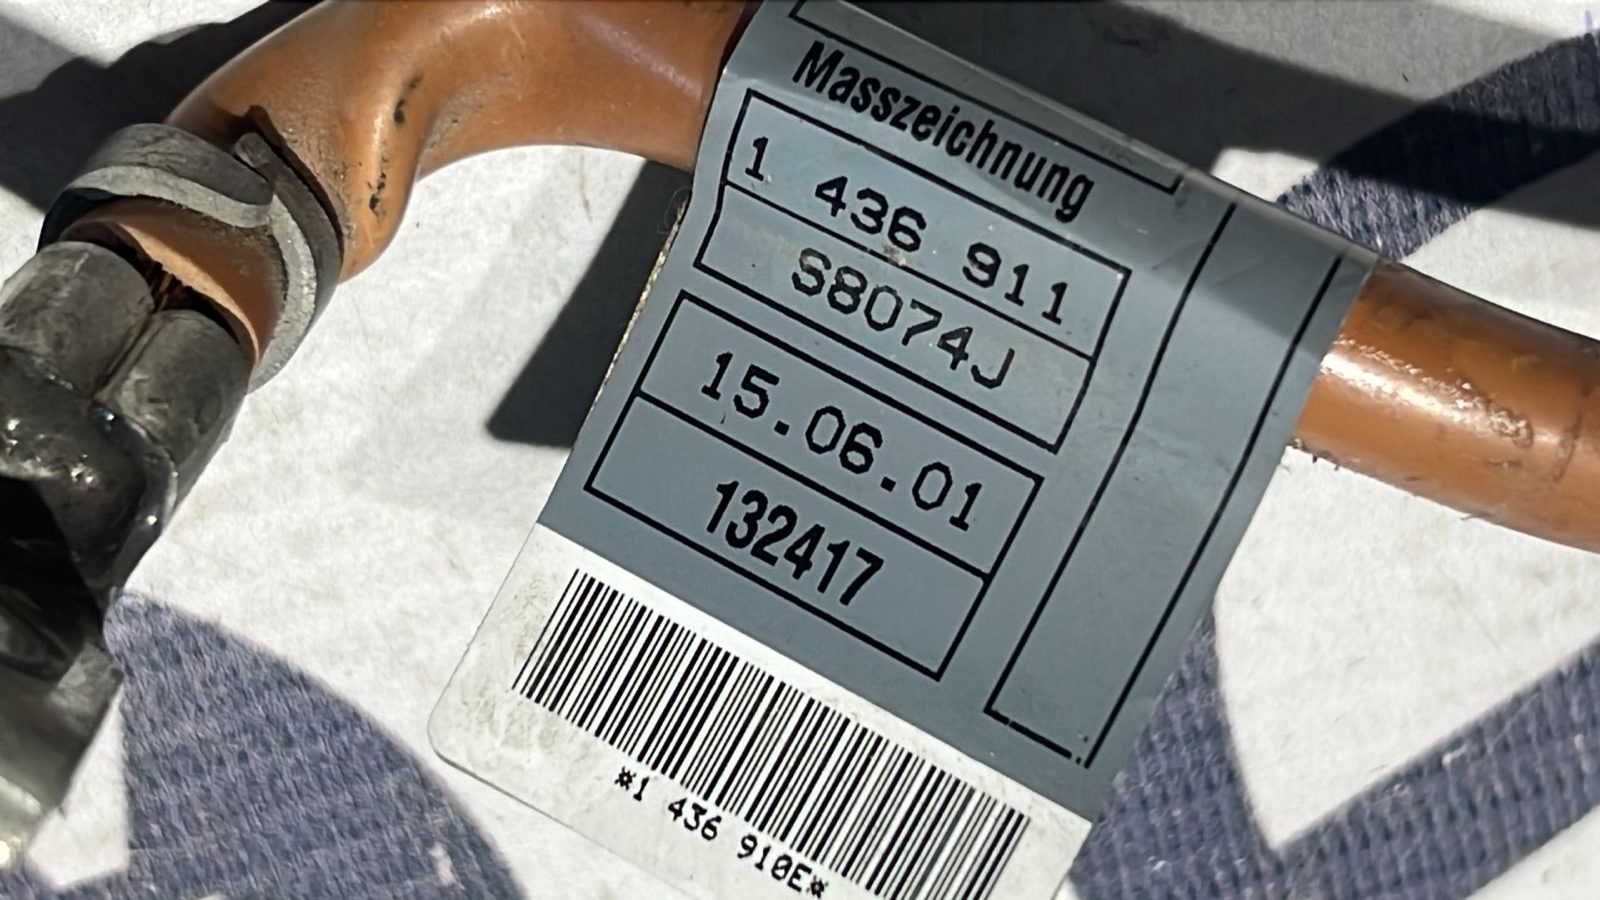 Masszeichnung
1 436 911
S8074J
15.06.01
132417
*1 436 910E*